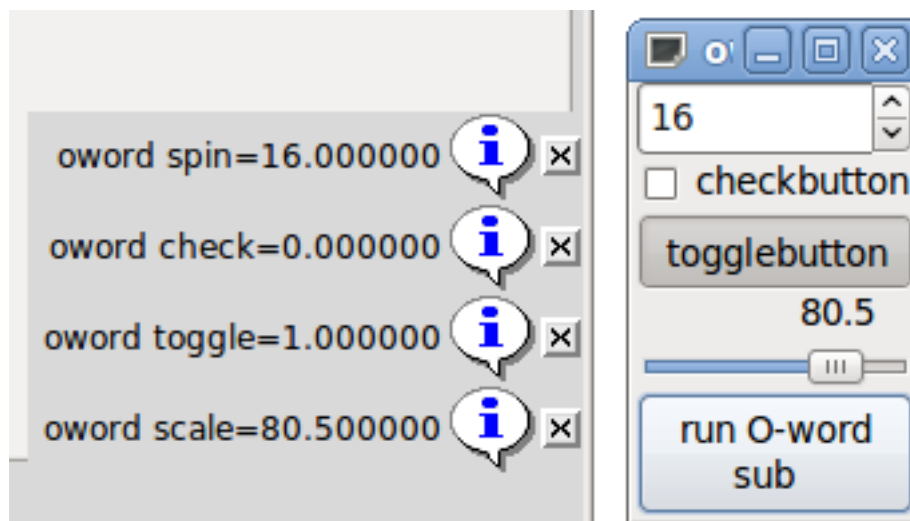 oword spin=16.000000
oword check=0.000000
oword toggle=1.000000
oword scale=80.500000
16
checkbutton
togglebutton
80.5
run O-word
sub